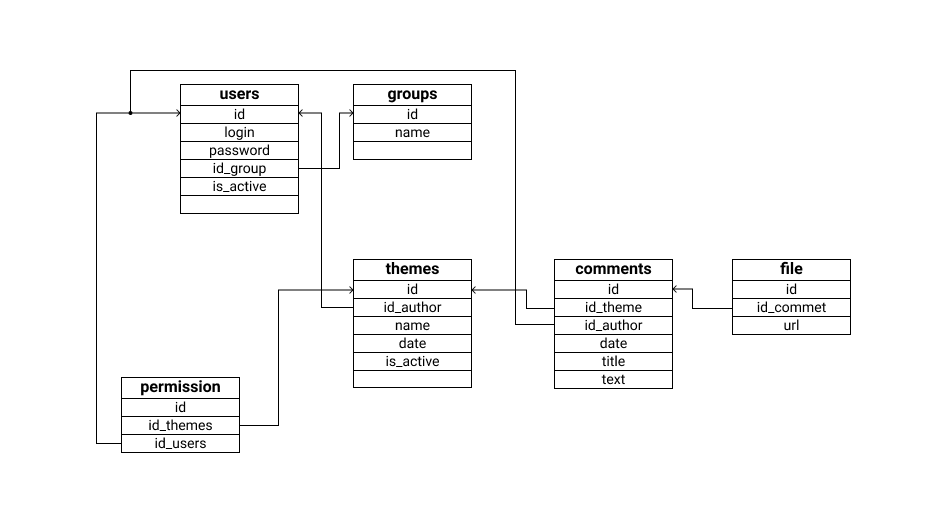 users
id
login
password
id_group
is_active
groups
id
name
themes
id
id_author
name
date
is_active
comments
id
id_theme
id_author
date
title
text
file
id
id_commet
url
permission
id
id_themes
id_users